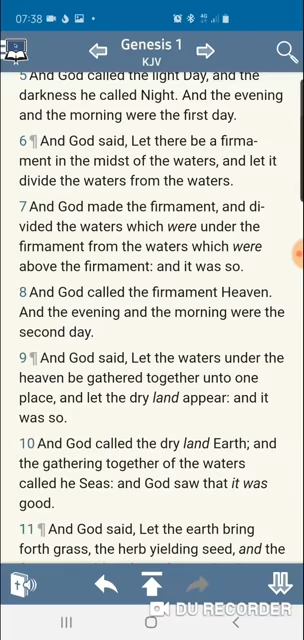 07:38
4G
Genesis 1
KJV
5 And God called the light Day, and the
darkness he called Night. And the evening
and the morning were the first day.
6 ¶ And God said, Let there be a firma-
ment in the midst of the waters, and let it
divide the waters from the waters.
7 And God made the firmament, and di-
vided the waters which were under the
firmament from the waters which were
above the firmament: and it was so.
8 And God called the firmament Heaven.
And the evening and the morning were the
second day.
9 ¶ And God said, Let the waters under the
heaven be gathered together unto one
place, and let the dry land appear: and it
was so.
10 And God called the dry land Earth; and
the gathering together of the waters
called he Seas: and God saw that it was
good.
11 ¶ And God said, Let the earth bring
forth grass, the herb yielding seed, and the
DU RECORDER